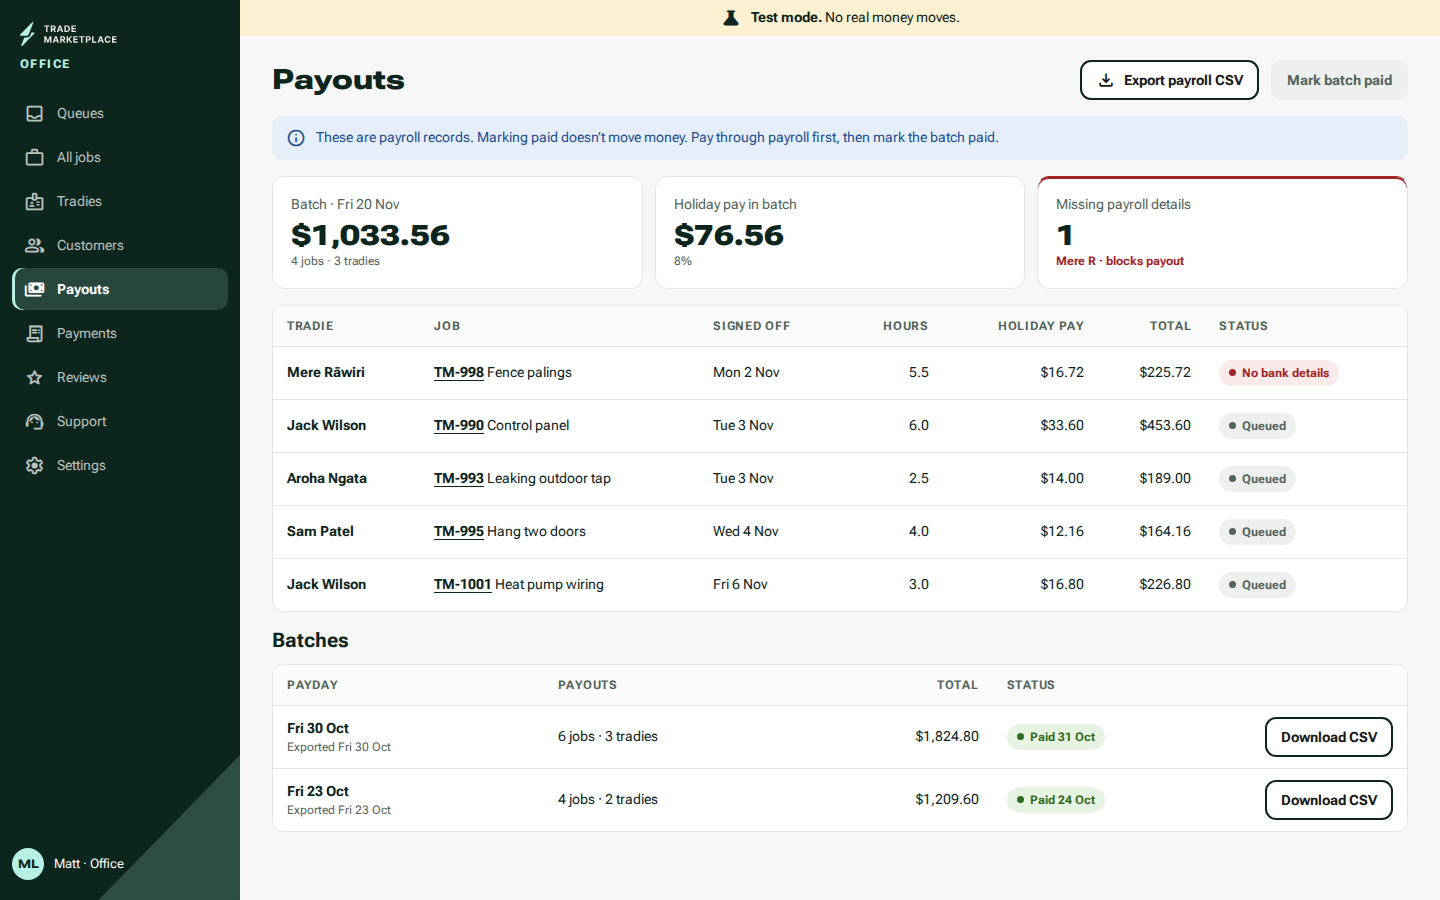 TRADE
MARKETPLACE
OFFICE
Queues
All jobs
Tradies
Customers
Payouts
Payments
Reviews
Support
Settings
ML Matt · Office
Test mode. No real money moves.
Payouts
Export payroll CSV
Mark batch paid
These are payroll records. Marking paid doesn't move money. Pay through payroll first, then mark the batch paid.
Batch · Fri 20 Nov
$1,033.56
4 jobs · 3 tradies
Holiday pay in batch
$76.56
8%
Missing payroll details
1
Mere R · blocks payout
TRADIE JOB SIGNED OFF HOURS HOLIDAY PAY TOTAL STATUS
Mere Rāwiri TM-998 Fence palings Mon 2 Nov 5.5 $16.72 $225.72 No bank details
Jack Wilson TM-990 Control panel Tue 3 Nov 6.0 $33.60 $453.60 Queued
Aroha Ngata TM-993 Leaking outdoor tap Tue 3 Nov 2.5 $14.00 $189.00 Queued
Sam Patel TM-995 Hang two doors Wed 4 Nov 4.0 $12.16 $164.16 Queued
Jack Wilson TM-1001 Heat pump wiring Fri 6 Nov 3.0 $16.80 $226.80 Queued
Batches
PAYDAY PAYOUTS TOTAL STATUS
Fri 30 Oct
Exported Fri 30 Oct
6 jobs · 3 tradies $1,824.80 Paid 31 Oct Download CSV
Fri 23 Oct
Exported Fri 23 Oct
4 jobs · 2 tradies $1,209.60 Paid 24 Oct Download CSV